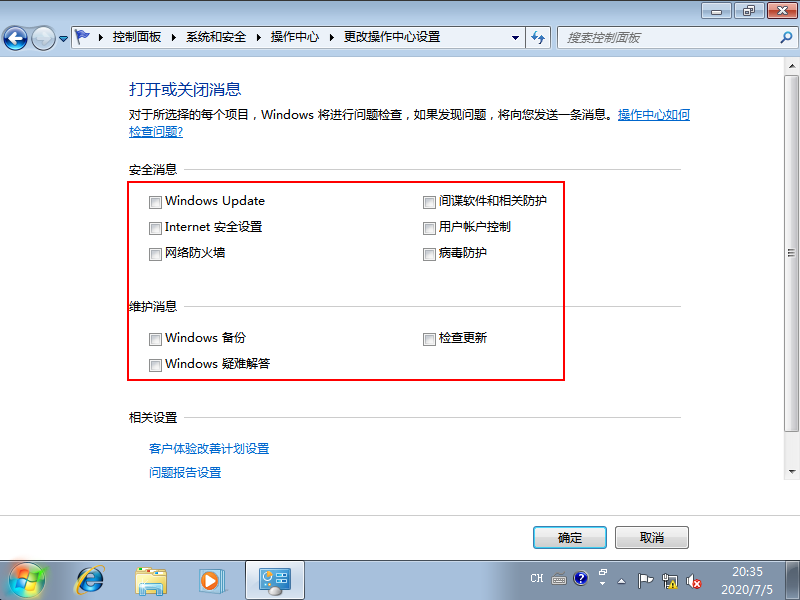 控制面板 ▸ 系统和安全 ▸ 操作中心 ▸ 更改操作中心设置
搜索控制面板
打开或关闭消息
对于所选择的每个项目，Windows 将进行问题检查，如果发现问题，将向您发送一条消息。操作中心如何
检查问题?
安全消息
Windows Update
间谍软件和相关防护
Internet 安全设置
用户帐户控制
网络防火墙
病毒防护
维护消息
Windows 备份
检查更新
Windows 疑难解答
相关设置
客户体验改善计划设置
问题报告设置
确定
取消
CH
20:35
2020/7/5